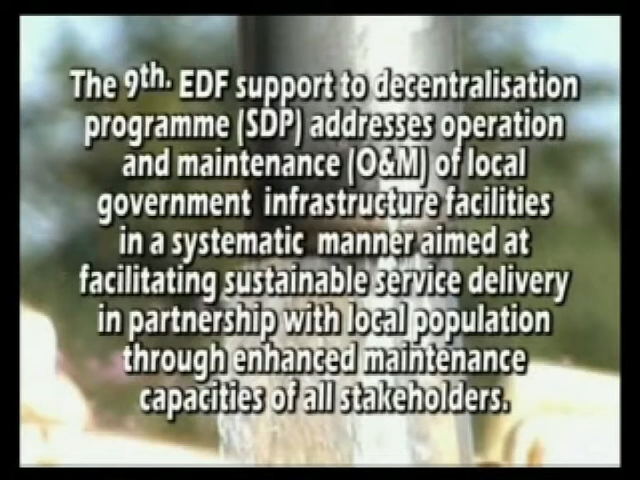 The 9th. EDF support to decentralisation
programme (SDP) addresses operation
and maintenance (O&M) of local
government infrastructure facilities
in a systematic manner aimed at
facilitating sustainable service delivery
in partnership with local population
through enhanced maintenance
capacities of all stakeholders.